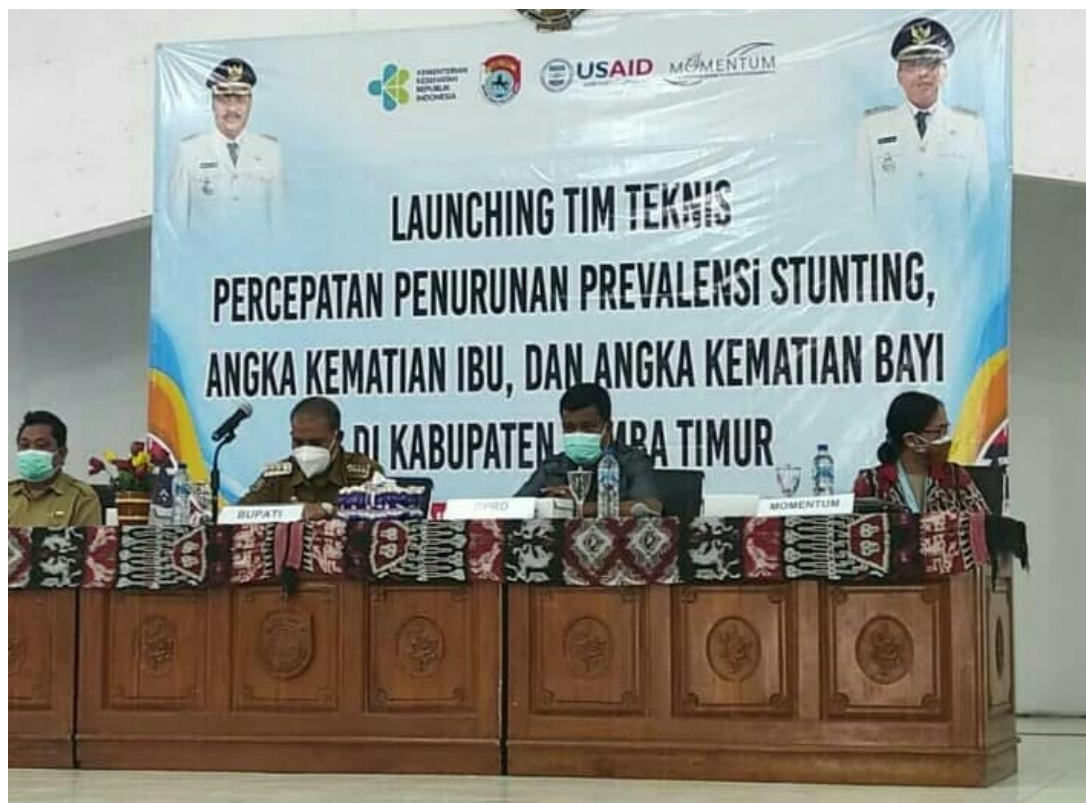 KEMENTERIAN
KESEHATAN
REPUBLIK
INDONESIA
USAID
MOMENTUM
LAUNCHING TIM TEKNIS
PERCEPATAN PENURUNAN PREVALENSi STUNTING,
ANGKA KEMATIAN IBU, DAN ANGKA KEMATIAN BAYI
DI KABUPATEN TIMUR
BUPATI
DPRD
MOMENTUM